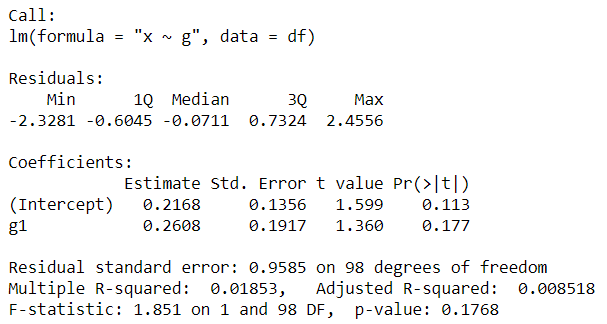 Call:
lm(formula = "x ~ g", data = df)

Residuals:
    Min      1Q  Median      3Q     Max
-2.3281 -0.6045 -0.0711  0.7324  2.4556

Coefficients:
            Estimate Std. Error t value Pr(>|t|)
(Intercept)   0.2168     0.1356   1.599    0.113
g1            0.2608     0.1917   1.360    0.177

Residual standard error: 0.9585 on 98 degrees of freedom
Multiple R-squared:  0.01853,   Adjusted R-squared:  0.008518
F-statistic: 1.851 on 1 and 98 DF,  p-value: 0.1768